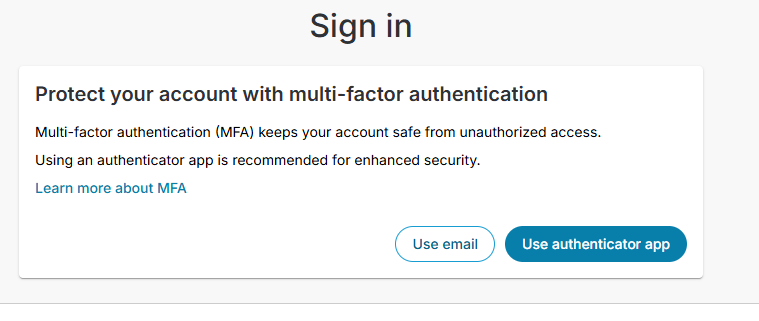 Sign in
Protect your account with multi-factor authentication
Multi-factor authentication (MFA) keeps your account safe from unauthorized access.
Using an authenticator app is recommended for enhanced security.
Learn more about MFA
Use email
Use authenticator app